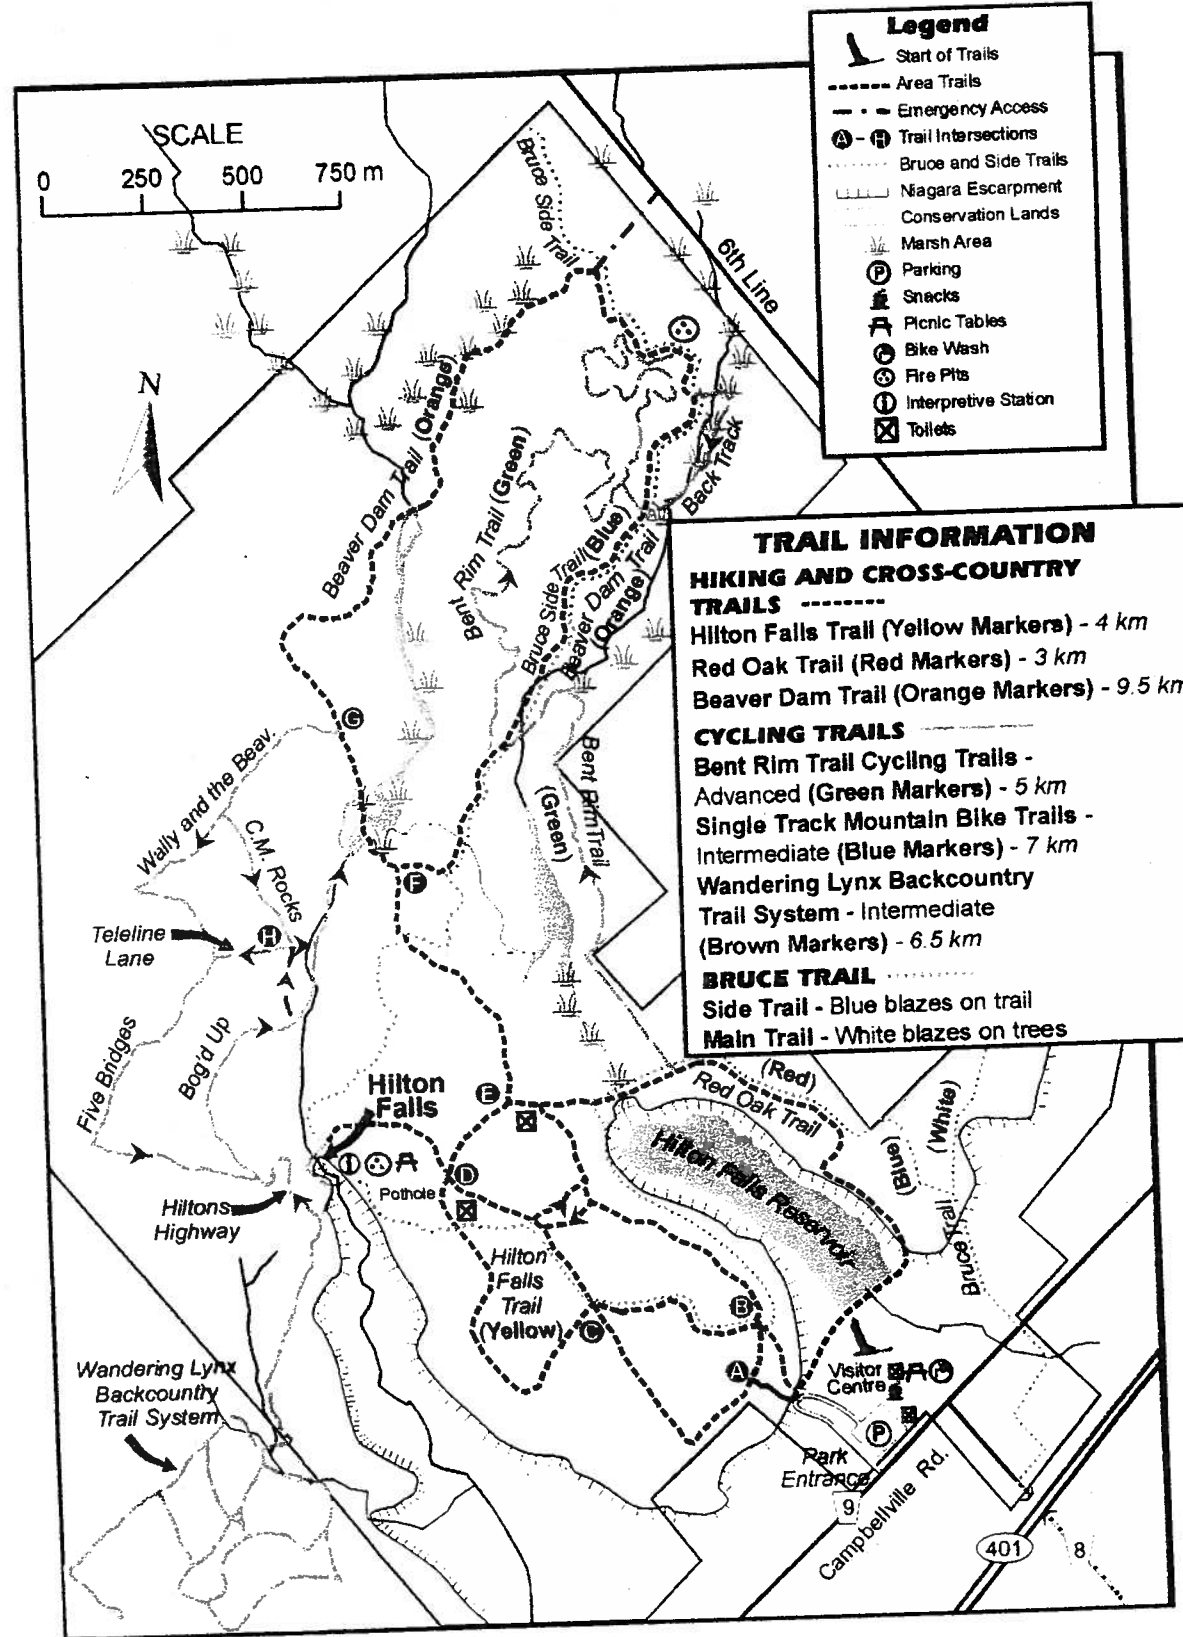 Legend
Start of Trails
Area Trails
Emergency Access
A - H Trail Intersections
Bruce and Side Trails
Niagara Escarpment
Conservation Lands
Marsh Area
P Parking
Snacks
Picnic Tables
Bike Wash
Fire Pits
Interpretive Station
Toilets
SCALE
0 250 500 750 m
N
Bruce Side Trail
6th Line
Beaver Dam Trail (Orange)
Bent Rim Trail (Green)
Bruce Side Trail (Blue)
Beaver Dam Trail
(Orange)
Back Track
TRAIL INFORMATION
HIKING AND CROSS-COUNTRY
TRAILS
Hilton Falls Trail (Yellow Markers) - 4 km
Red Oak Trail (Red Markers) - 3 km
Beaver Dam Trail (Orange Markers) - 9.5 km
CYCLING TRAILS
Bent Rim Trail Cycling Trails -
Advanced (Green Markers) - 5 km
Single Track Mountain Bike Trails -
Intermediate (Blue Markers) - 7 km
Wandering Lynx Backcountry
Trail System - Intermediate
(Brown Markers) - 6.5 km
BRUCE TRAIL
Side Trail - Blue blazes on trail
Main Trail - White blazes on trees
G
Wally and the Beav.
C.M. Rocks
Bent Rim Trail
(Green)
F
Teleline
Lane
H
Five Bridges
Bog'd Up
Hilton
Falls
E
(Red)
Red Oak Trail
(White)
(Blue)
Bruce Trail
Hilton Falls Reservoir
D
Pothole
Hiltons
Highway
Hilton
Falls
Trail
(Yellow)
C
B
A
Visitor
Centre
P
Park
Entrance
9
Campbellville Rd.
401
8
Wandering Lynx
Backcountry
Trail System